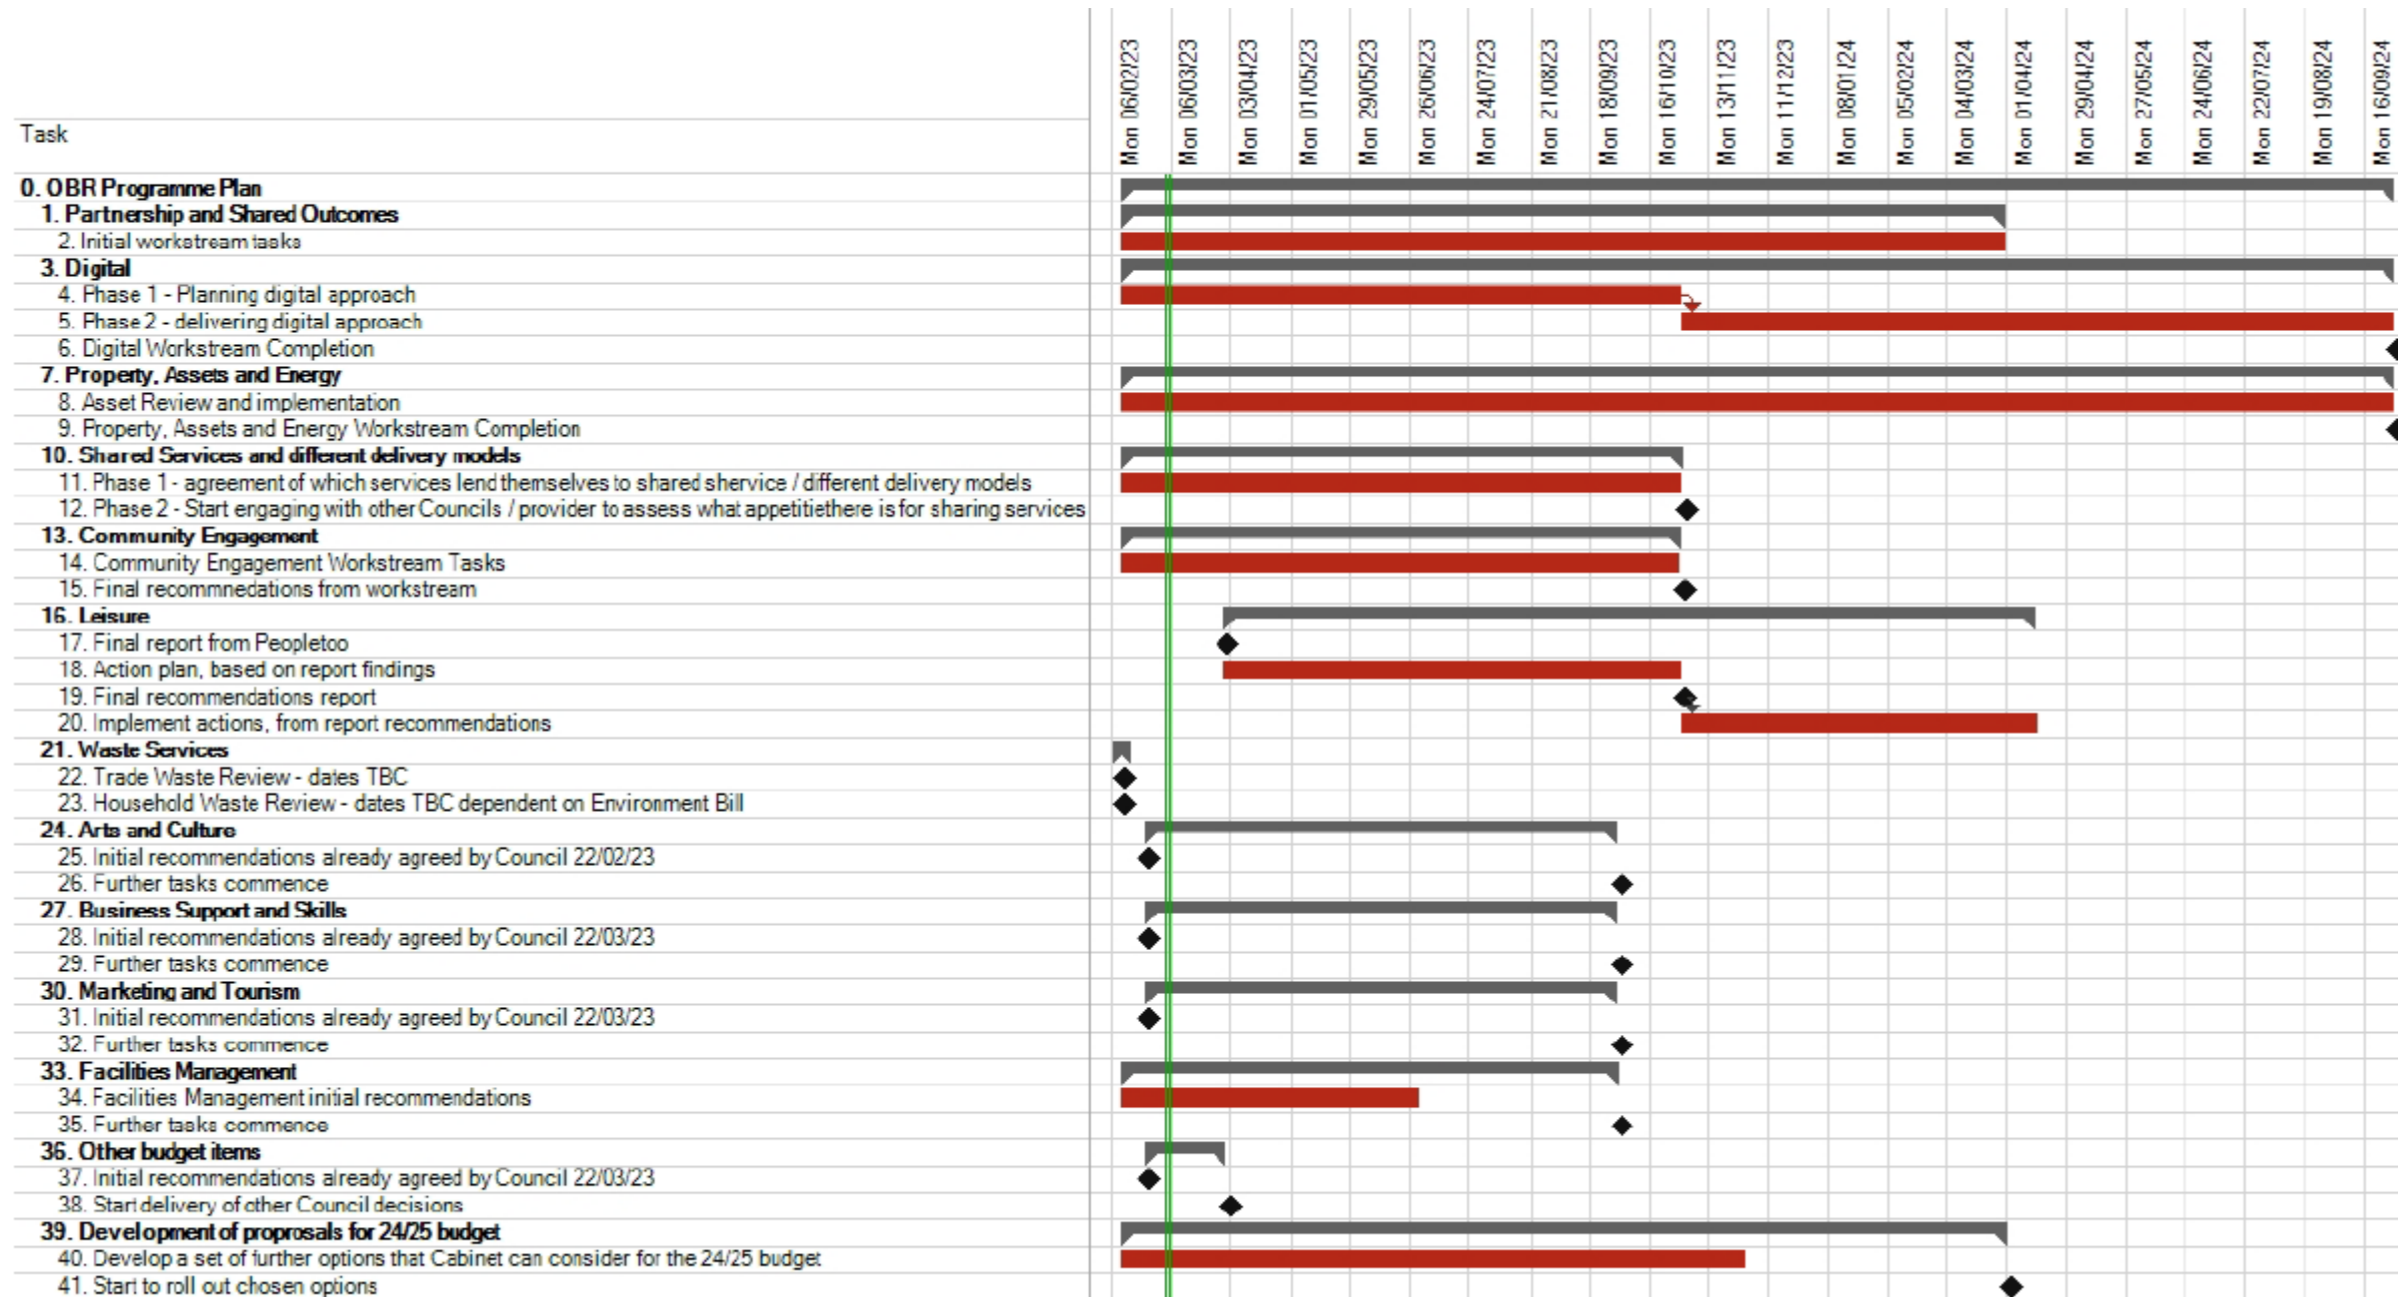 Mon 06/02/23
Mon 06/03/23
Mon 03/04/23
Mon 01/05/23
Mon 29/05/23
Mon 26/06/23
Mon 24/07/23
Mon 21/08/23
Mon 18/09/23
Mon 16/10/23
Mon 13/11/23
Mon 11/12/23
Mon 08/01/24
Mon 05/02/24
Mon 04/03/24
Mon 01/04/24
Mon 29/04/24
Mon 27/05/24
Mon 24/06/24
Mon 22/07/24
Mon 19/08/24
Mon 16/09/24
Task
0. OBR Programme Plan
1. Partnership and Shared Outcomes
2. Initial workstream tasks
3. Digital
4. Phase 1 - Planning digital approach
5. Phase 2 - delivering digital approach
6. Digital Workstream Completion
7. Property, Assets and Energy
8. Asset Review and implementation
9. Property, Assets and Energy Workstream Completion
10. Shared Services and different delivery models
11. Phase 1 - agreement of which services lend themselves to shared shervice / different delivery models
12. Phase 2 - Start engaging with other Councils / provider to assess what appetitiethere is for sharing services
13. Community Engagement
14. Community Engagement Workstream Tasks
15. Final recommnedations from workstream
16. Leisure
17. Final report from Peopletoo
18. Action plan, based on report findings
19. Final recommendations report
20. Implement actions, from report recommendations
21. Waste Services
22. Trade Waste Review - dates TBC
23. Household Waste Review - dates TBC dependent on Environment Bill
24. Arts and Culture
25. Initial recommendations already agreed by Council 22/02/23
26. Further tasks commence
27. Business Support and Skills
28. Initial recommendations already agreed by Council 22/03/23
29. Further tasks commence
30. Marketing and Tourism
31. Initial recommendations already agreed by Council 22/03/23
32. Further tasks commence
33. Facilities Management
34. Facilities Management initial recommendations
35. Further tasks commence
36. Other budget items
37. Initial recommendations already agreed by Council 22/03/23
38. Start delivery of other Council decisions
39. Development of proprosals for 24/25 budget
40. Develop a set of further options that Cabinet can consider for the 24/25 budget
41. Start to roll out chosen options